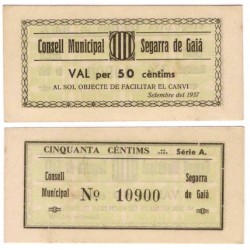 Consell Municipal Segarra de Gaià
VAL per 50 cèntims
AL SOL OBJECTE DE FACILITAR EL CANVI
Setembre del 1937
CINQUANTA CÈNTIMS .::. Sèrie A.
Consell Municipal Nº 10900 Segarra de Gaià